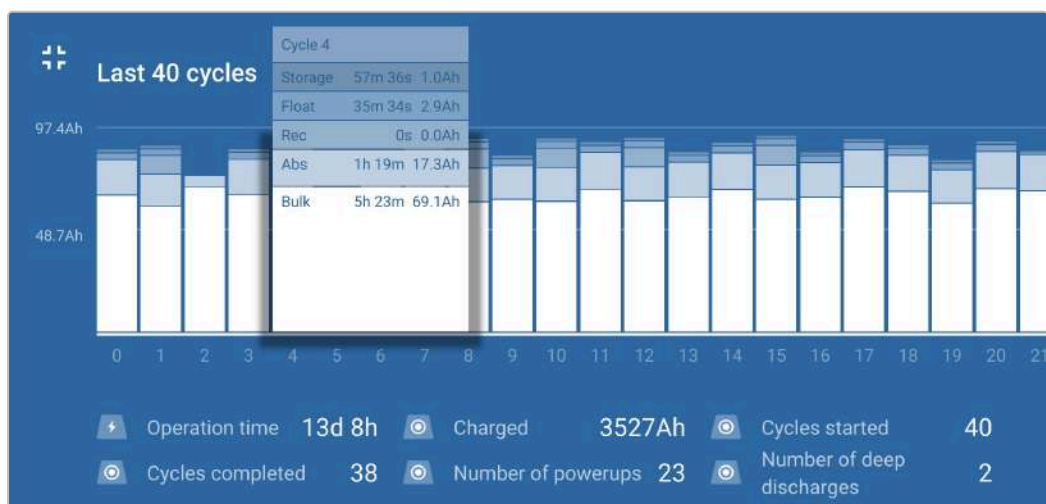 Last 40 cycles
Cycle 4
Storage 57m 36s 1.0Ah
Float 35m 34s 2.9Ah
Rec 0s 0.0Ah
Abs 1h 19m 17.3Ah
Bulk 5h 23m 69.1Ah
97.4Ah
48.7Ah
0 1 2 3 4 5 6 7 8 9 10 11 12 13 14 15 16 17 18 19 20 21
Operation time 13d 8h Charged 3527Ah Cycles started 40
Cycles completed 38 Number of powerups 23 Number of deep discharges 2